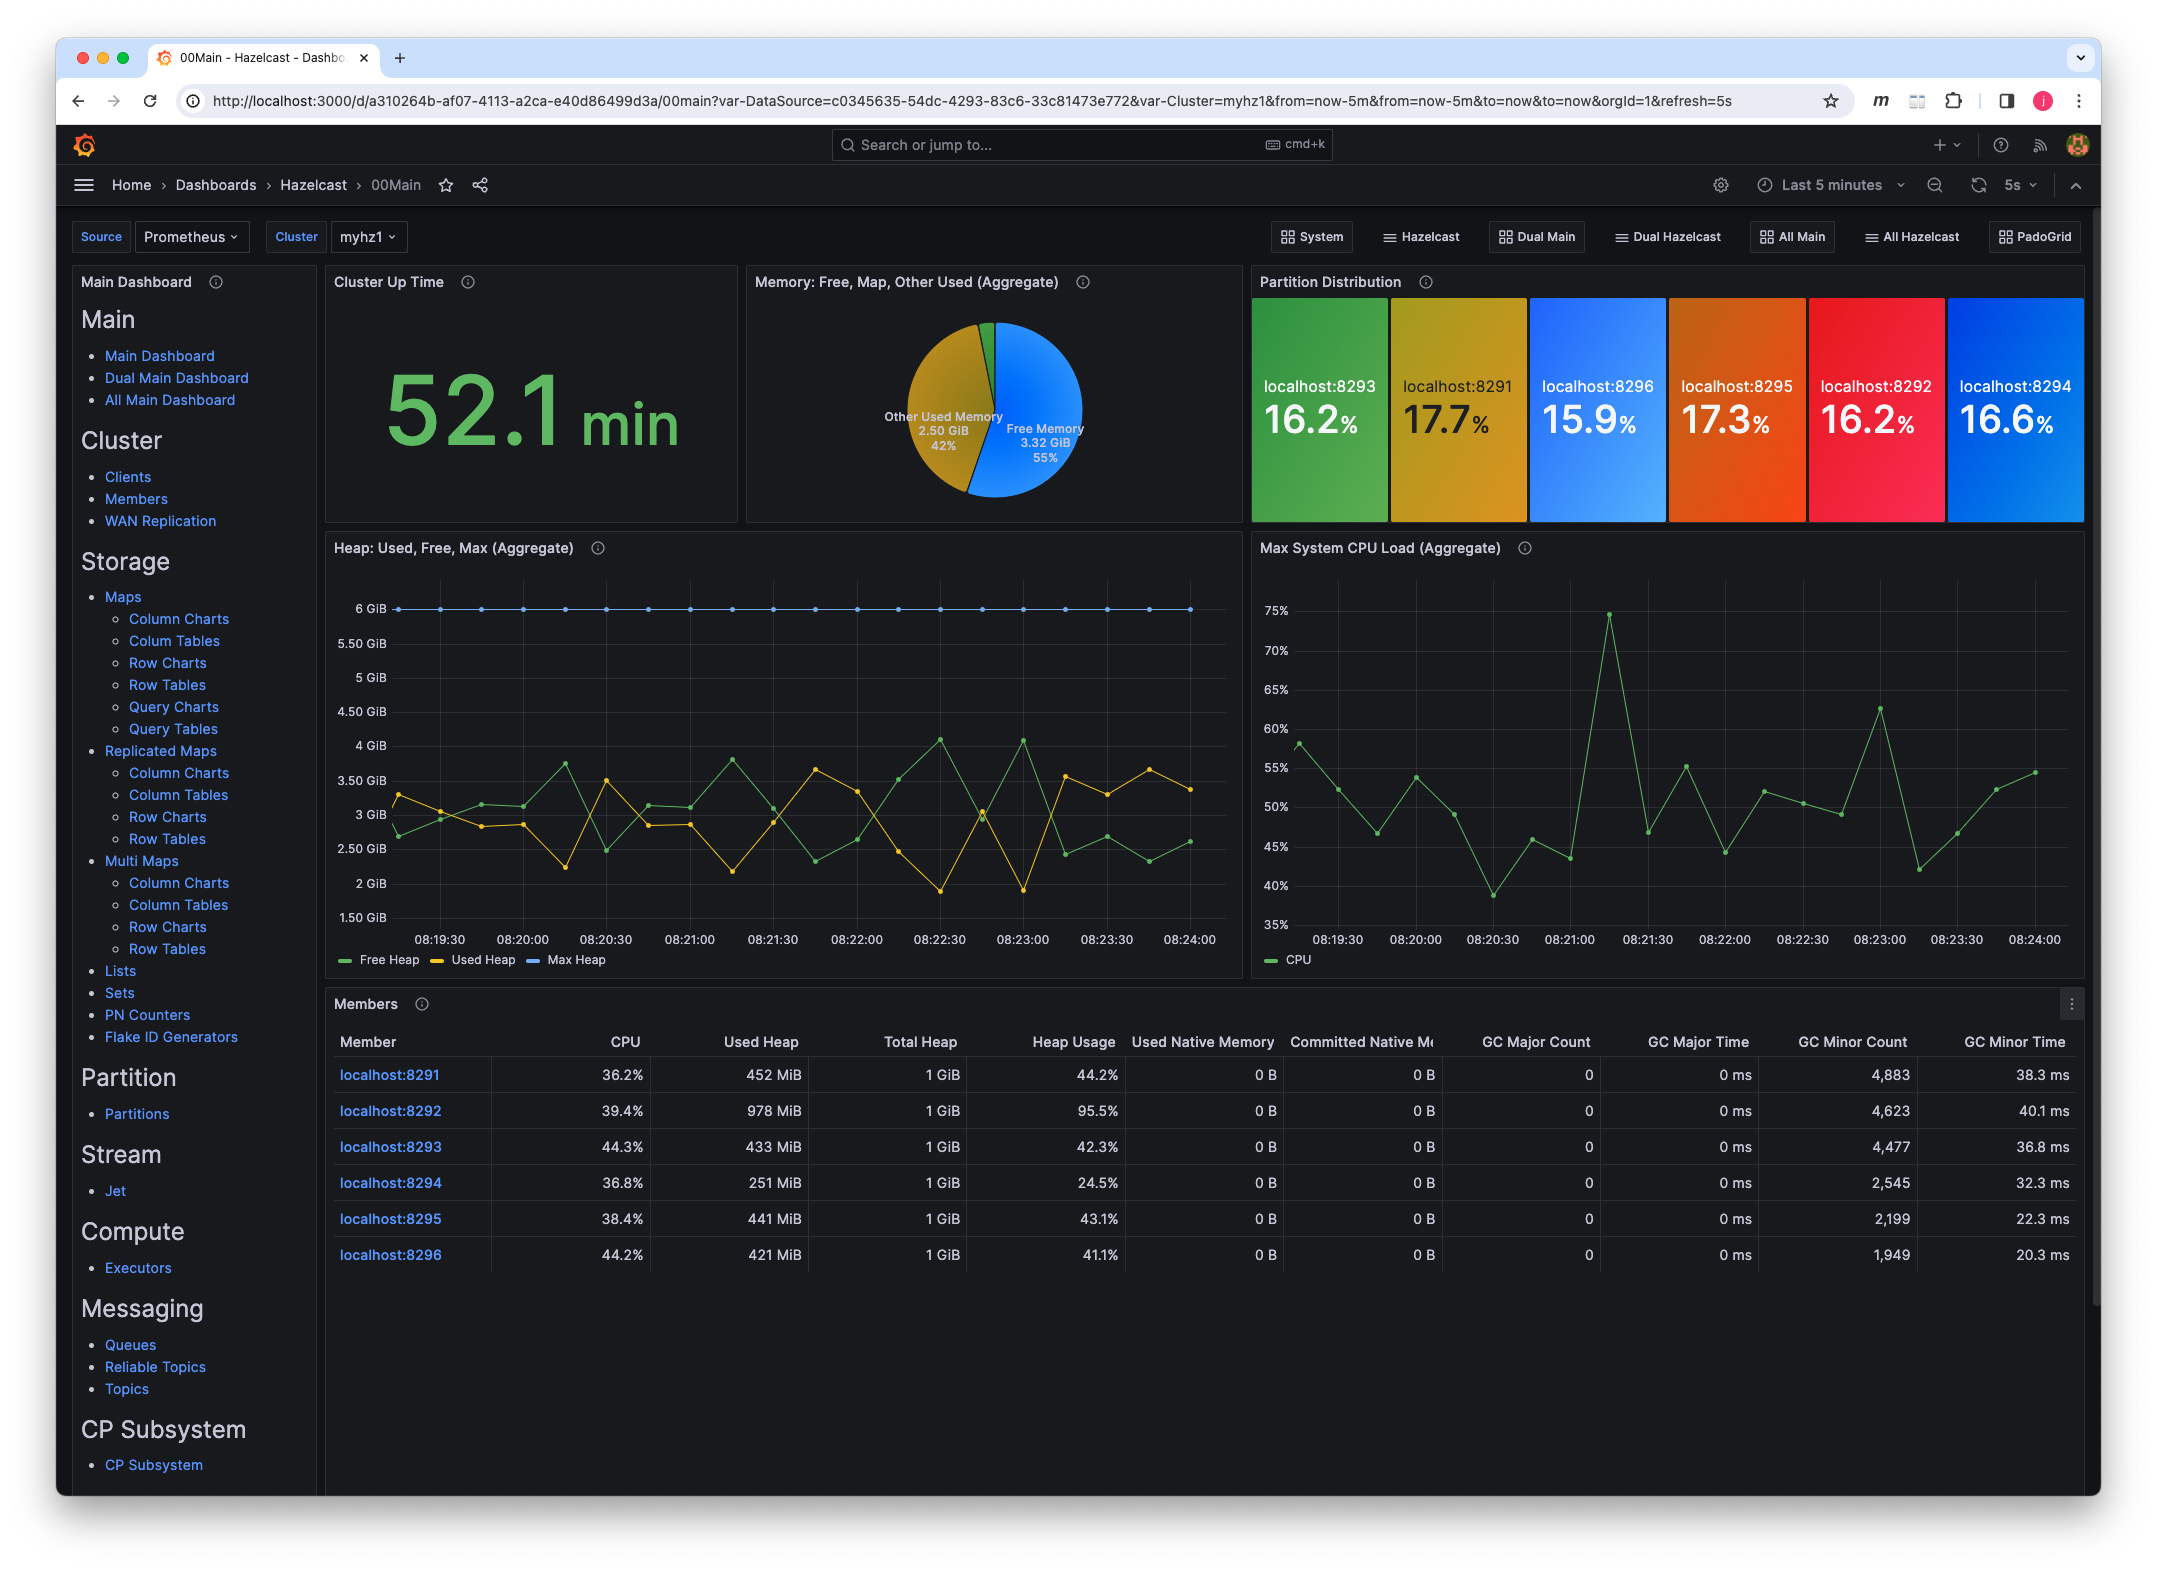 00Main - Hazelcast - Dashbo
http://localhost:3000/d/a310264b-af07-4113-a2ca-e40d86499d3a/00main?var-DataSource=c0345635-54dc-4293-83c6-33c81473e772&var-Cluster=myhz1&from=now-5m&from=now-5m&to=now&to=now&orgId=1&refresh=5s
m
j
Search or jump to...
cmd+k
Home › Dashboards › Hazelcast › 00Main
Last 5 minutes
5s
Source Prometheus Cluster myhz1
System Hazelcast Dual Main Dual Hazelcast All Main All Hazelcast PadoGrid
Main Dashboard
Main
Main Dashboard
Dual Main Dashboard
All Main Dashboard
Cluster
Clients
Members
WAN Replication
Storage
Maps
Column Charts
Colum Tables
Row Charts
Row Tables
Query Charts
Query Tables
Replicated Maps
Column Charts
Column Tables
Row Charts
Row Tables
Multi Maps
Column Charts
Column Tables
Row Charts
Row Tables
Lists
Sets
PN Counters
Flake ID Generators
Partition
Partitions
Stream
Jet
Compute
Executors
Messaging
Queues
Reliable Topics
Topics
CP Subsystem
CP Subsystem
Cluster Up Time
52.1 min
Memory: Free, Map, Other Used (Aggregate)
Other Used Memory
2.50 GiB
42%
Free Memory
3.32 GiB
55%
Partition Distribution
localhost:8293
16.2%
localhost:8291
17.7%
localhost:8296
15.9%
localhost:8295
17.3%
localhost:8292
16.2%
localhost:8294
16.6%
Heap: Used, Free, Max (Aggregate)
6 GiB
5.50 GiB
5 GiB
4.50 GiB
4 GiB
3.50 GiB
3 GiB
2.50 GiB
2 GiB
1.50 GiB
08:19:30 08:20:00 08:20:30 08:21:00 08:21:30 08:22:00 08:22:30 08:23:00 08:23:30 08:24:00
Free Heap Used Heap Max Heap
Max System CPU Load (Aggregate)
75%
70%
65%
60%
55%
50%
45%
40%
35%
08:19:30 08:20:00 08:20:30 08:21:00 08:21:30 08:22:00 08:22:30 08:23:00 08:23:30 08:24:00
CPU
Members
Member CPU Used Heap Total Heap Heap Usage Used Native Memory Committed Native Me GC Major Count GC Major Time GC Minor Count GC Minor Time
localhost:8291 36.2% 452 MiB 1 GiB 44.2% 0 B 0 B 0 0 ms 4,883 38.3 ms
localhost:8292 39.4% 978 MiB 1 GiB 95.5% 0 B 0 B 0 0 ms 4,623 40.1 ms
localhost:8293 44.3% 433 MiB 1 GiB 42.3% 0 B 0 B 0 0 ms 4,477 36.8 ms
localhost:8294 36.8% 251 MiB 1 GiB 24.5% 0 B 0 B 0 0 ms 2,545 32.3 ms
localhost:8295 38.4% 441 MiB 1 GiB 43.1% 0 B 0 B 0 0 ms 2,199 22.3 ms
localhost:8296 44.2% 421 MiB 1 GiB 41.1% 0 B 0 B 0 0 ms 1,949 20.3 ms